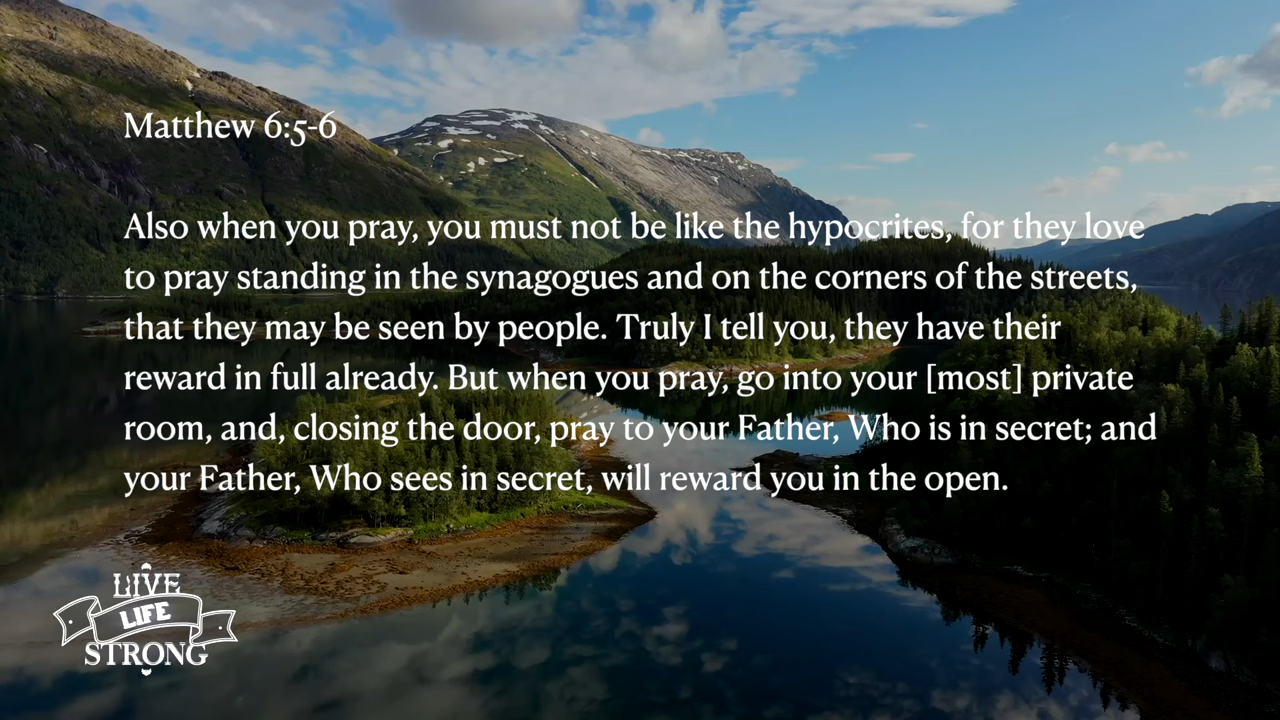 Matthew 6:5-6
Also when you pray, you must not be like the hypocrites, for they love
to pray standing in the synagogues and on the corners of the streets,
that they may be seen by people. Truly I tell you, they have their
reward in full already. But when you pray, go into your [most] private
room, and, closing the door, pray to your Father, Who is in secret; and
your Father, Who sees in secret, will reward you in the open.
LIVE
LIFE
STRONG